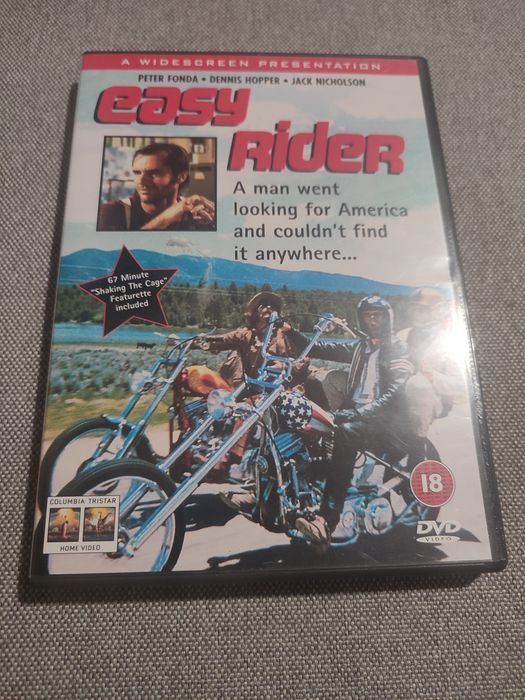 A WIDESCREEN PRESENTATION
PETER FONDA • DENNIS HOPPER • JACK NICHOLSON
easy
RiDER
A man went
looking for America
and couldn't find
it anywhere...
67 Minute
"Shaking The Cage"
Featurette
included
18
COLUMBIA TRISTAR
HOME VIDEO
DVD
VIDEO